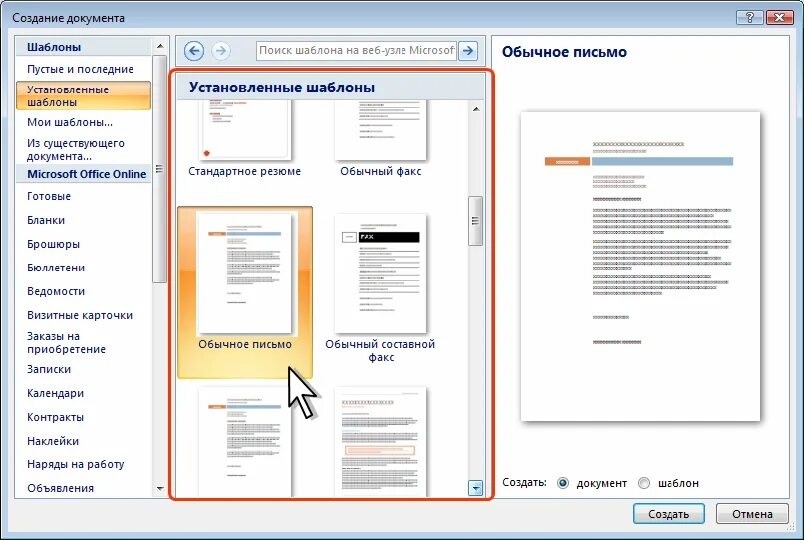 Создание документа
Шаблоны
Пустые и последние
Установленные
шаблоны
Мои шаблоны...
Из существующего
документа...
Microsoft Office Online
Готовые
Бланки
Брошюры
Бюллетени
Ведомости
Визитные карточки
Заказы на
приобретение
Записки
Календари
Контракты
Наклейки
Наряды на работу
Объявления
Поиск шаблона на веб-узле Microsof
Установленные шаблоны
Стандартное резюме
Обычный факс
FAX
Обычное письмо
Обычный составной
факс
Обычное письмо
Создать:
документ
шаблон
Создать
Отмена